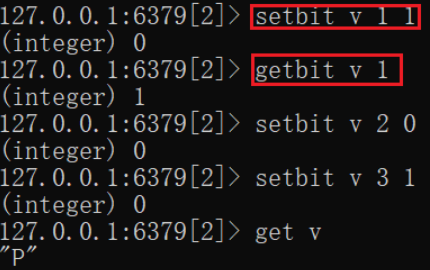 127.0.0.1:6379[2]> setbit v 1 1
(integer) 0
127.0.0.1:6379[2]> getbit v 1
(integer) 1
127.0.0.1:6379[2]> setbit v 2 0
(integer) 0
127.0.0.1:6379[2]> setbit v 3 1
(integer) 0
127.0.0.1:6379[2]> get v
"P"